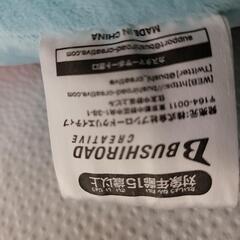 対象年齢15歳以上
BUSHIROAD
CREATIVE
発売元:株式会社ブシロードクリエイティブ
〒164-0011
カスタマーサポート窓口
support@bushiroad-creative.com
MADE IN CHINA